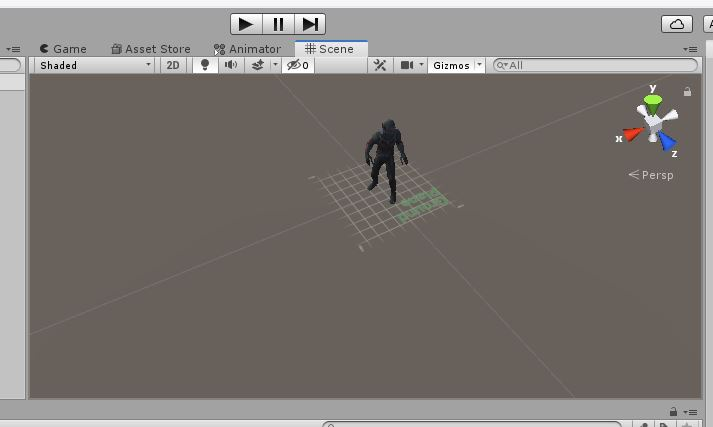 Game
Asset Store
Animator
Scene
Shaded
2D
0
Gizmos
All
y
x
z
Persp